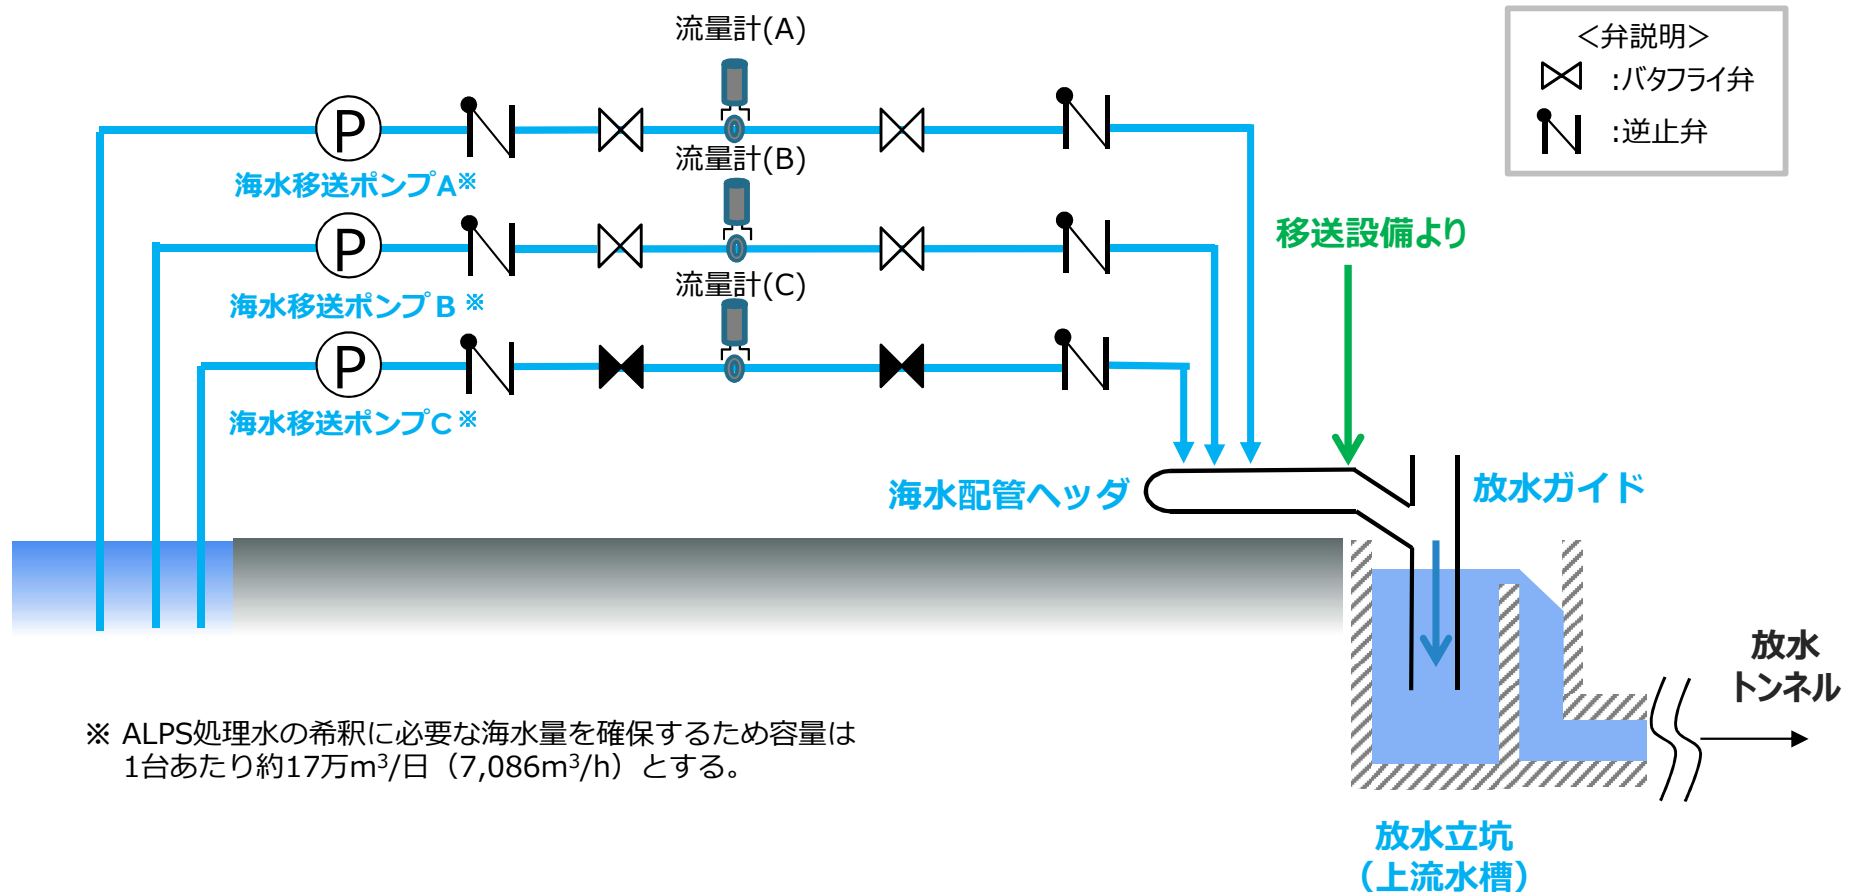 流量計(A)
<弁説明>
:バタフライ弁
:逆止弁
P
海水移送ポンプA※
流量計(B)
P
海水移送ポンプB※
流量計(C)
P
海水移送ポンプC※
移送設備より
海水配管ヘッダ
放水ガイド
放水
トンネル
※ ALPS処理水の希釈に必要な海水量を確保するため容量は
1台あたり約17万m³/日（7,086m³/h）とする。
放水立坑
（上流水槽）